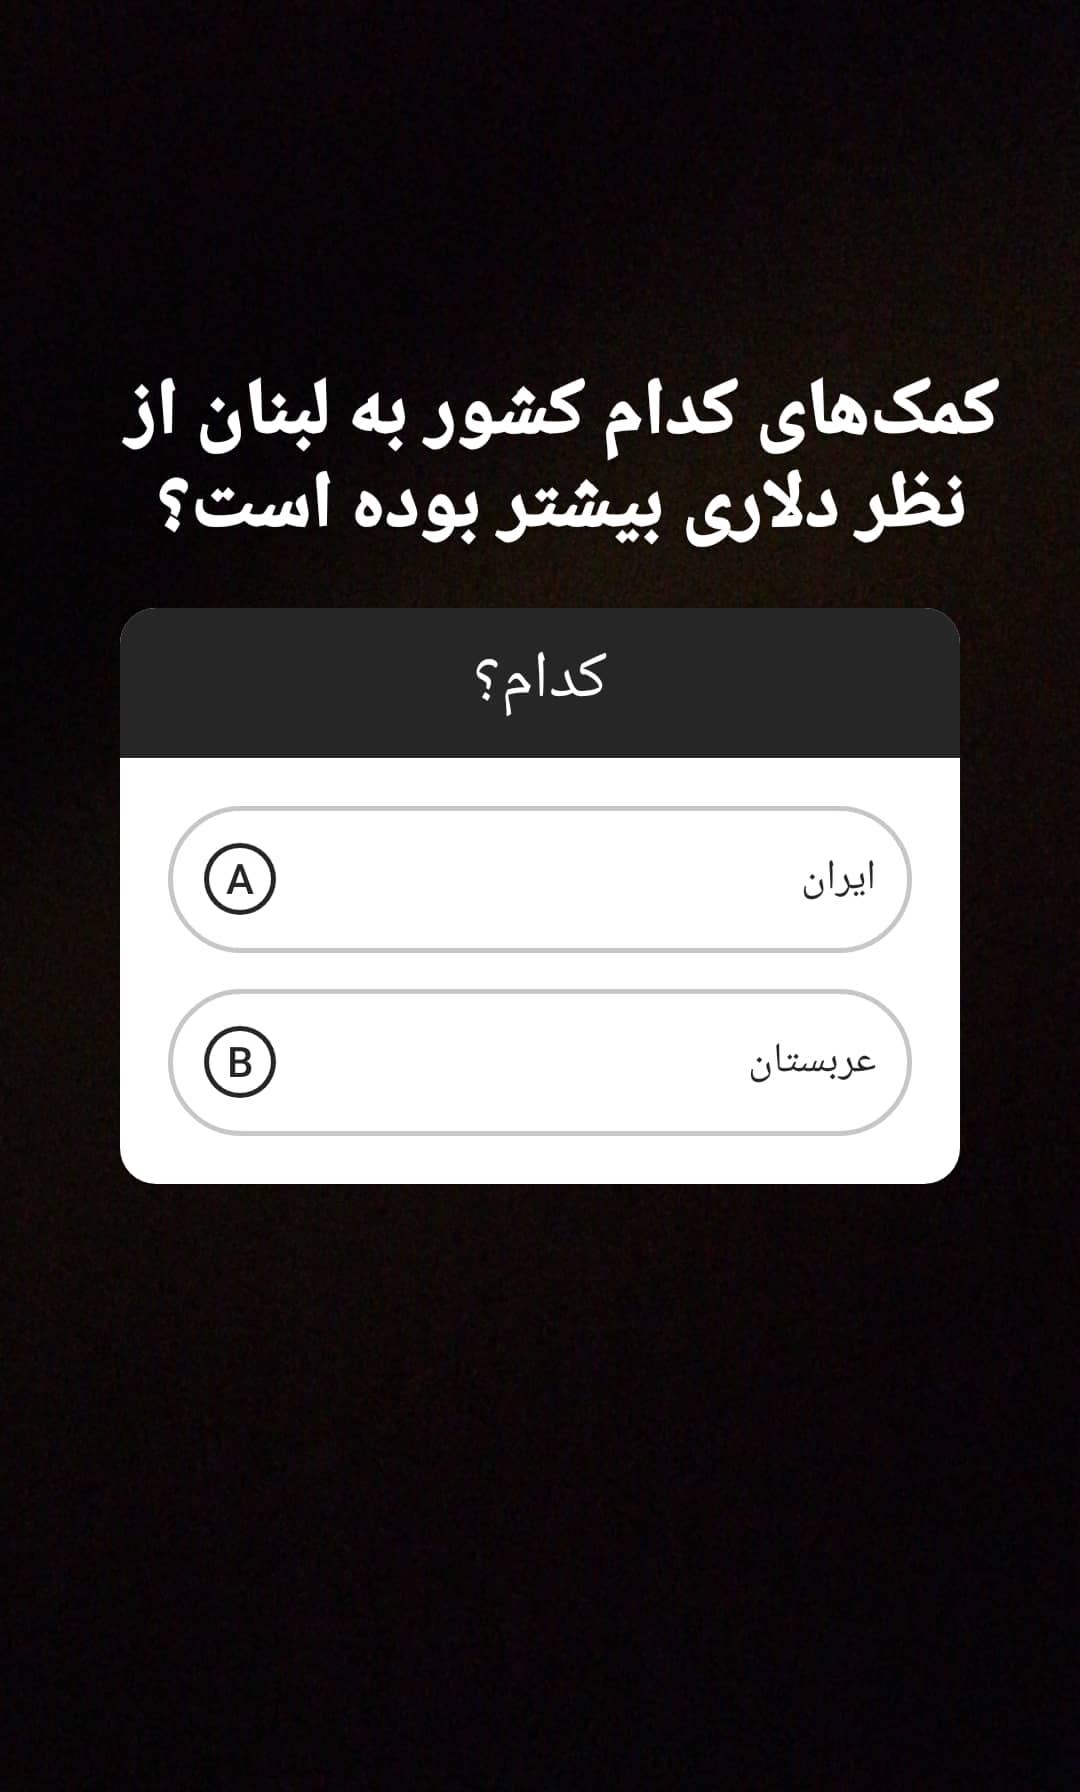 کمک‌های کدام کشور به لبنان از
نظر دلاری بیشتر بوده است؟
کدام؟
A ایران
B عربستان